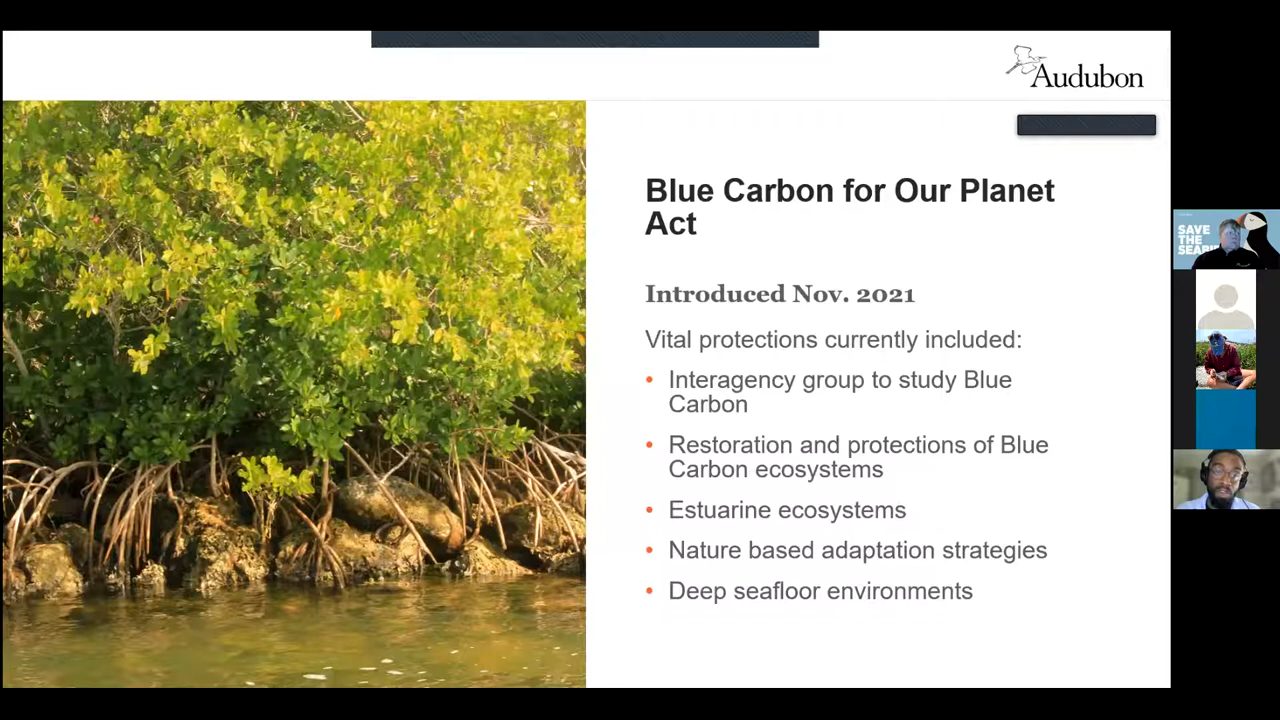 Audubon
Blue Carbon for Our Planet
Act
Introduced Nov. 2021
Vital protections currently included:
• Interagency group to study Blue
Carbon
• Restoration and protections of Blue
Carbon ecosystems
• Estuarine ecosystems
• Nature based adaptation strategies
• Deep seafloor environments
SAVE
THE